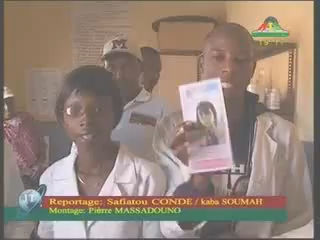 Reportage: Safiatou CONDE / kaba SOUMAH
Montage: Pierre MASSADOUNO